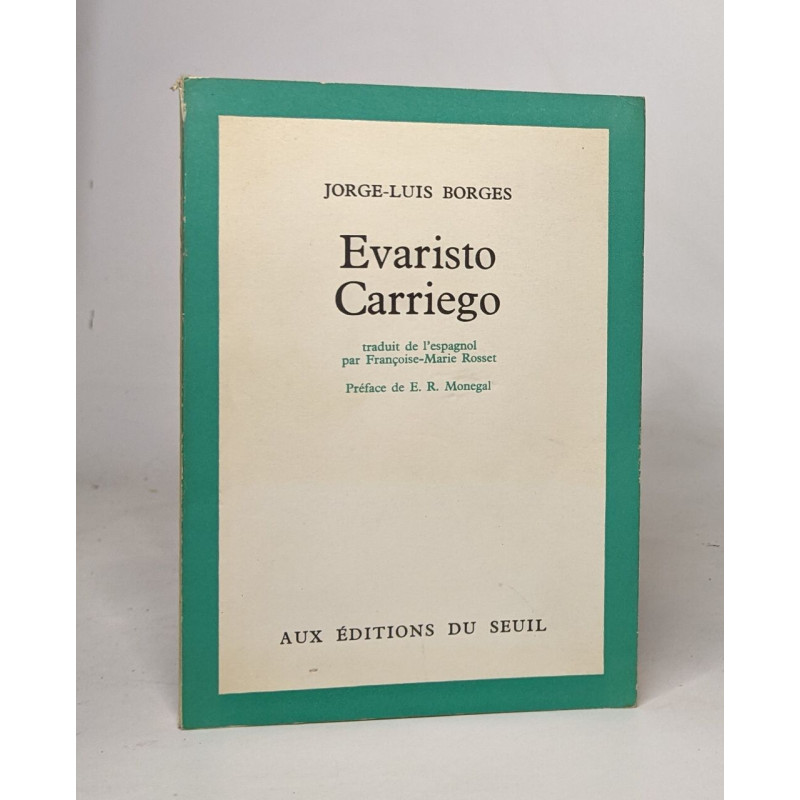 JORGE-LUIS BORGES
Evaristo
Carriego
traduit de l'espagnol
par Françoise-Marie Rosset
Préface de E. R. Monegal
AUX ÉDITIONS DU SEUIL